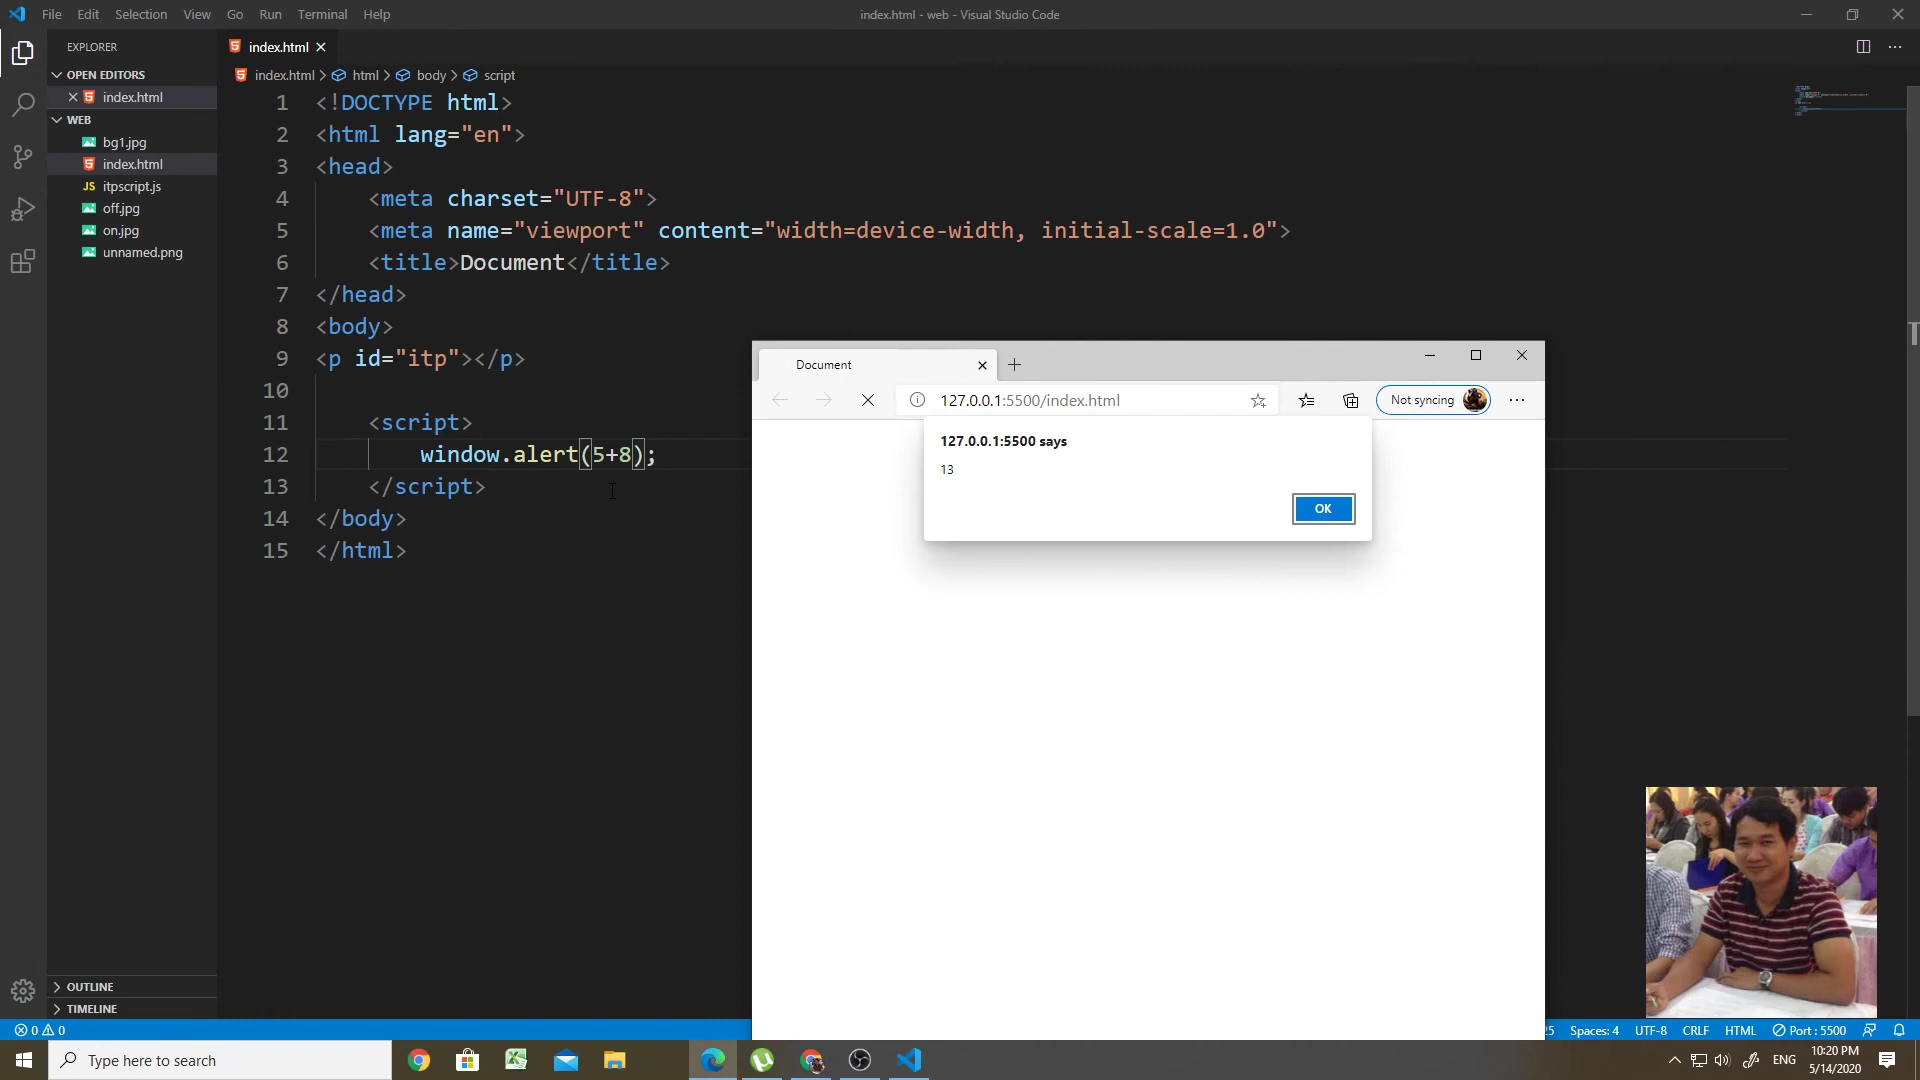 File Edit Selection View Go Run Terminal Help
index.html - web - Visual Studio Code
EXPLORER
OPEN EDITORS
index.html
WEB
bg1.jpg
index.html
JS itpscript.js
off.jpg
on.jpg
unnamed.png
OUTLINE
TIMELINE
index.html
index.html > html > body > script
1 <!DOCTYPE html>
2 <html lang="en">
3 <head>
4 <meta charset="UTF-8">
5 <meta name="viewport" content="width=device-width, initial-scale=1.0">
6 <title>Document</title>
7 </head>
8 <body>
9 <p id="itp"></p>
10
11 <script>
12 window.alert(5+8);
13 </script>
14 </body>
15 </html>
Document
127.0.0.1:5500/index.html
Not syncing
127.0.0.1:5500 says
13
OK
0 0
25 Spaces: 4 UTF-8 CRLF HTML Port : 5500
Type here to search
ENG
10:20 PM
5/14/2020